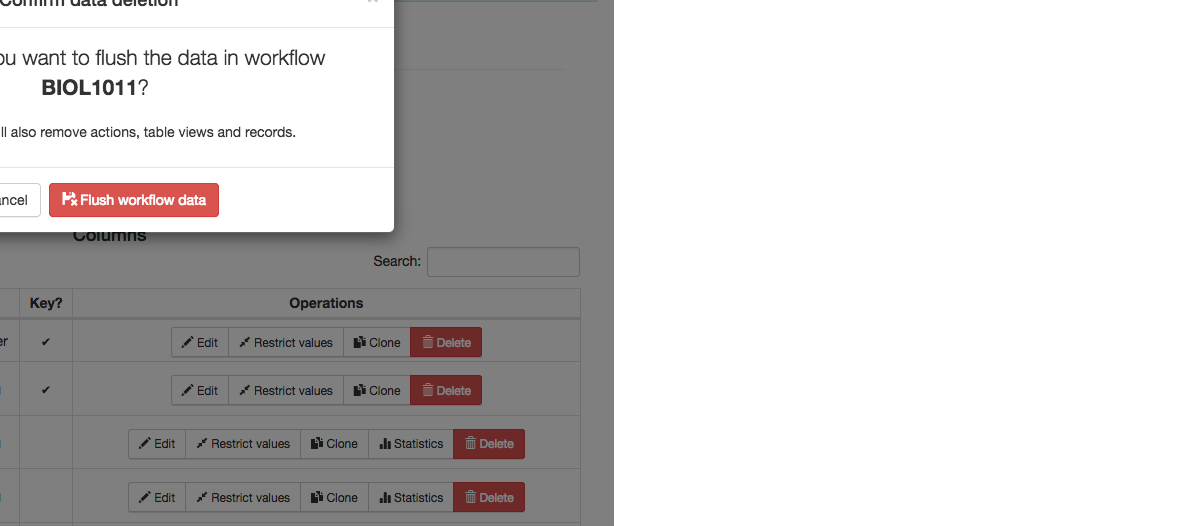 Confirm data deletion
×
ou want to flush the data in workflow
BIOL1011?
ll also remove actions, table views and records.
ncel Flush workflow data
Columns
Search:
Key? Operations
er ✔ Edit Restrict values Clone Delete
✔ Edit Restrict values Clone Delete
Edit Restrict values Clone Statistics Delete
Edit Restrict values Clone Statistics Delete